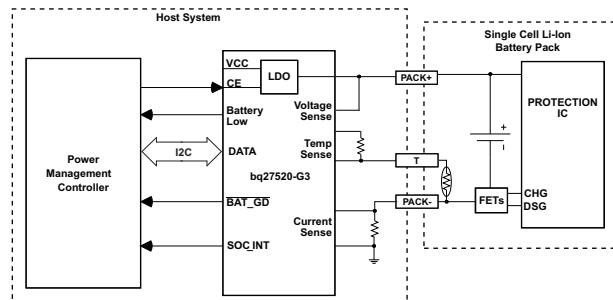 Host System
Single Cell Li-Ion
Battery Pack
VCC
CE
LDO
PACK+
Battery
Low
Voltage
Sense
PROTECTION
IC
Power
Management
Controller
I2C
DATA
Temp
Sense
T
bq27520-G3
BAT_GD
PACK-
FETs
CHG
DSG
Current
Sense
SOC_INT
+
–